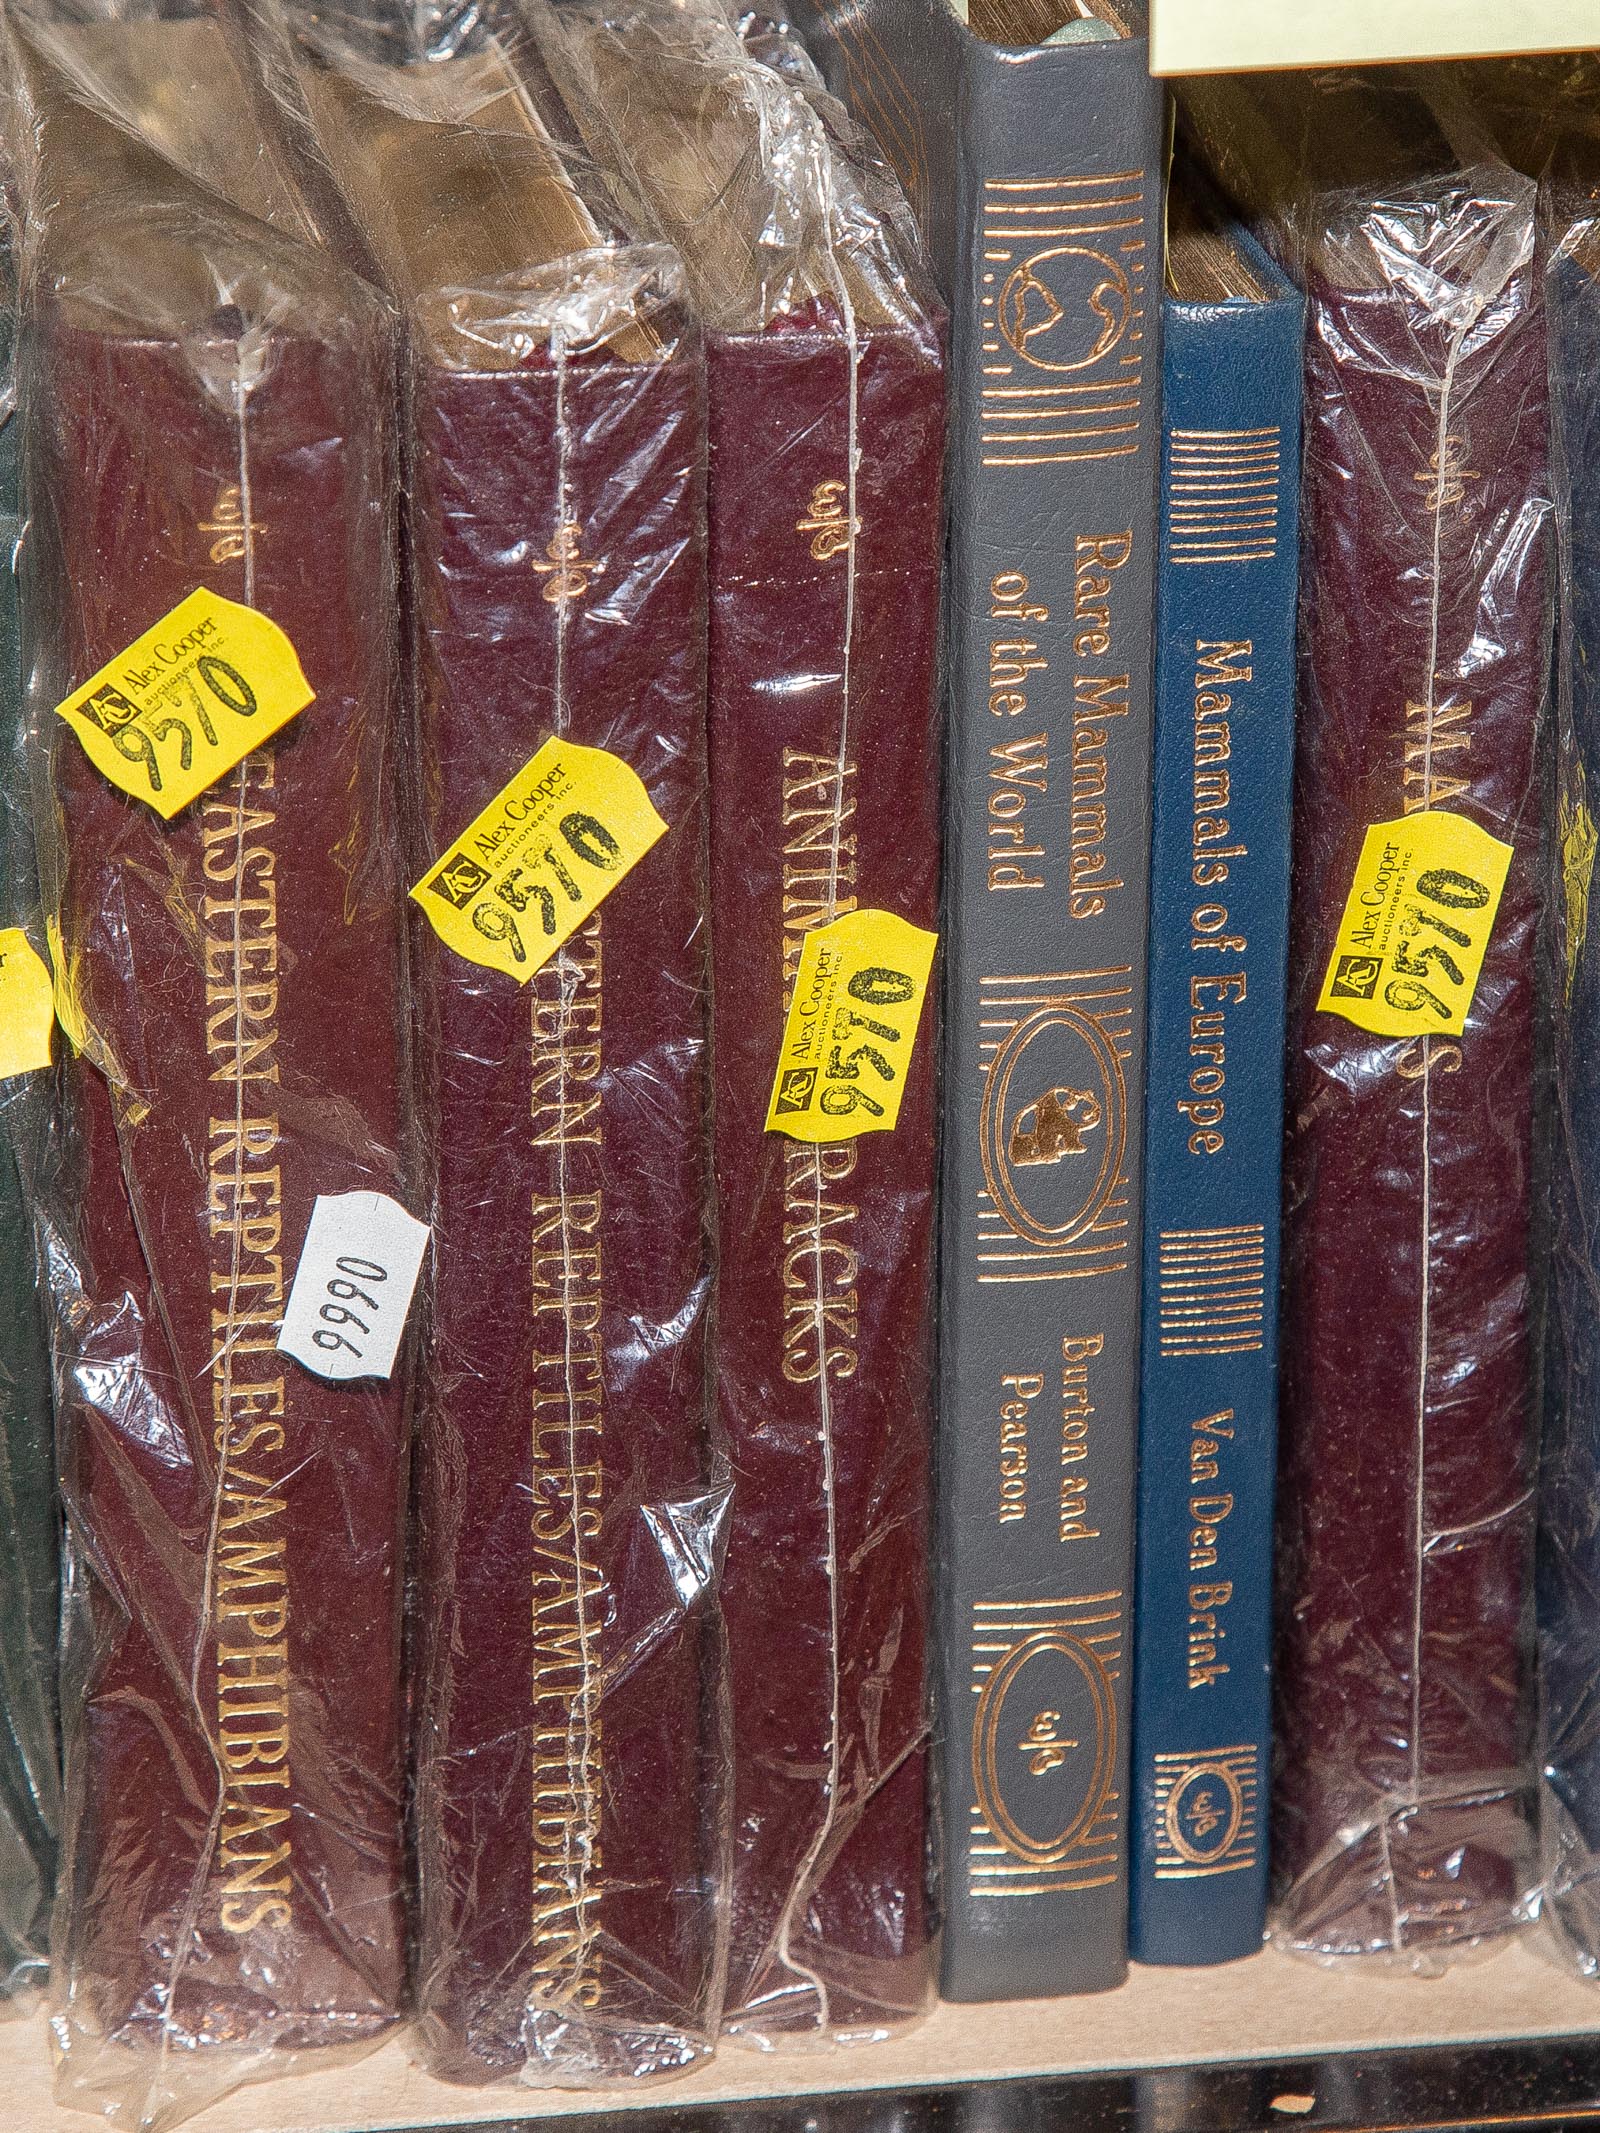 Alex Cooper
auctioneers inc.
9570
EASTERN REPTILES/AMPHIBIANS
9990
Alex Cooper
auctioneers inc.
9570
REPTILES/AMPHIBIANS
Alex Cooper
auctioneers inc.
9570
Rare Mammals
of the World
Burton and
Pearson
Mammals of Europe
Van Den Brink
Alex Cooper
auctioneers inc.
9570